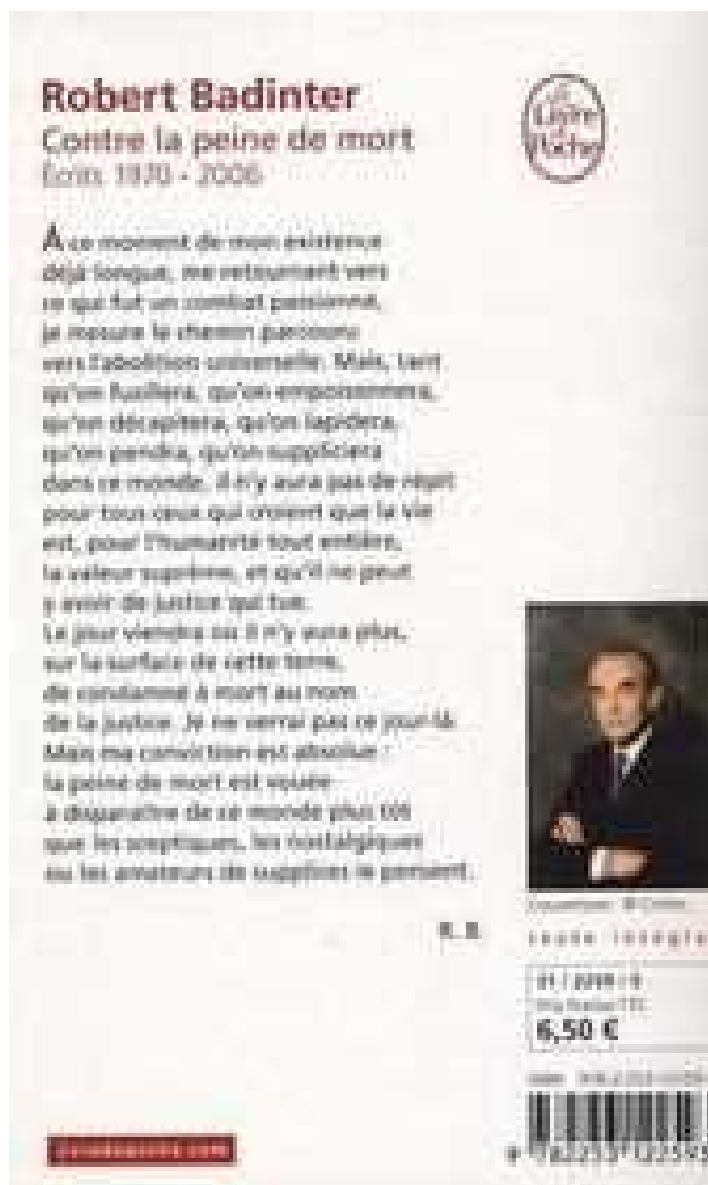 Robert Badinter
Contre la peine de mort
Écrits 1970 - 2006
Le
Livre
de
Poche
À ce moment de mon existence
déjà longue, me retournant vers
ce qui fut un combat passionné,
je mesure le chemin parcouru
vers l'abolition universelle. Mais, tant
qu'on fusillera, qu'on empoisonnera,
qu'on décapitera, qu'on lapidera,
qu'on pendra, qu'on suppliciera
dans ce monde, il n'y aura pas de répit
pour tous ceux qui croient que la vie
est, pour l'humanité tout entière,
la valeur suprême, et qu'il ne peut
y avoir de justice qui tue.
Le jour viendra où il n'y aura plus,
sur la surface de cette terre,
de condamné à mort au nom
de la justice. Je ne verrai pas ce jour-là.
Mais ma conviction est absolue :
la peine de mort est vouée
à disparaître de ce monde plus tôt
que les sceptiques, les nostalgiques
ou les amateurs de supplices le pensent.
R. B.
Couverture :
6,50 €
ISBN